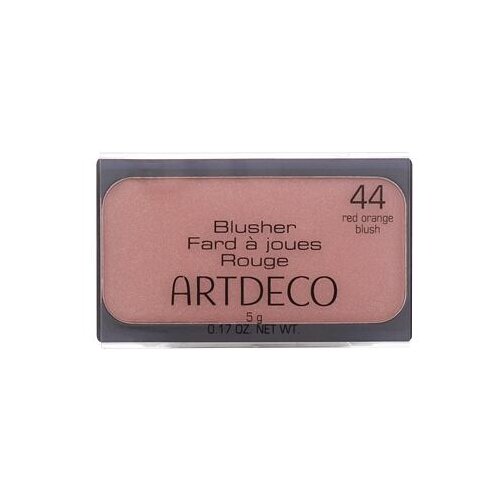 44
red orange
blush
Blusher
Fard à joues
Rouge
ARTDECO
5 g
0.17 OZ. NET WT.